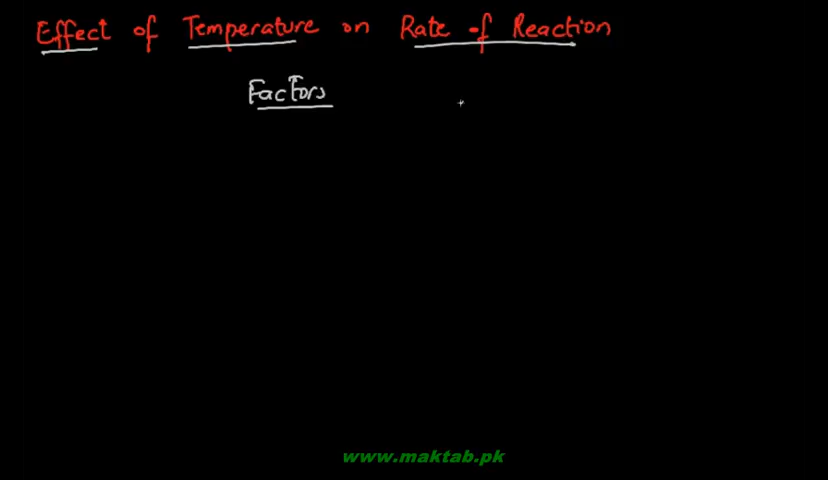 Effect of Temperature on Rate of Reaction
Factors
www.maktab.pk